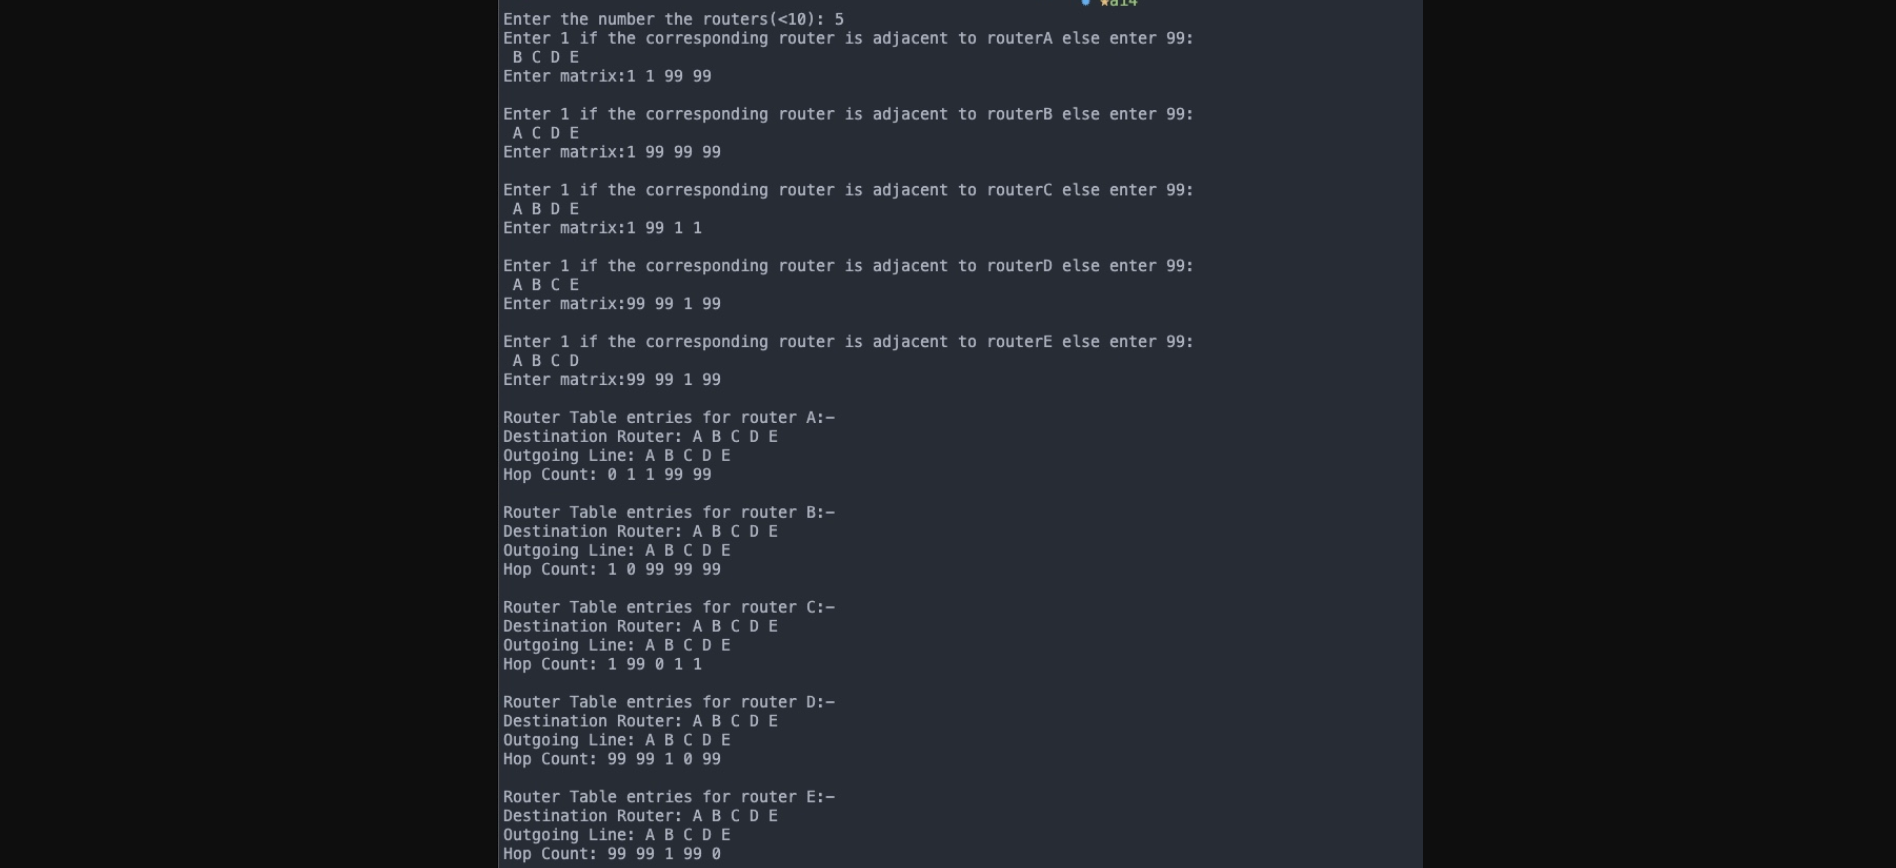 ★a14
Enter the number the routers(<10): 5
Enter 1 if the corresponding router is adjacent to routerA else enter 99:
B C D E
Enter matrix:1 1 99 99
Enter 1 if the corresponding router is adjacent to routerB else enter 99:
A C D E
Enter matrix:1 99 99 99
Enter 1 if the corresponding router is adjacent to routerC else enter 99:
A B D E
Enter matrix:1 99 1 1
Enter 1 if the corresponding router is adjacent to routerD else enter 99:
A B C E
Enter matrix:99 99 1 99
Enter 1 if the corresponding router is adjacent to routerE else enter 99:
A B C D
Enter matrix:99 99 1 99
Router Table entries for router A:-
Destination Router: A B C D E
Outgoing Line: A B C D E
Hop Count: 0 1 1 99 99
Router Table entries for router B:-
Destination Router: A B C D E
Outgoing Line: A B C D E
Hop Count: 1 0 99 99 99
Router Table entries for router C:-
Destination Router: A B C D E
Outgoing Line: A B C D E
Hop Count: 1 99 0 1 1
Router Table entries for router D:-
Destination Router: A B C D E
Outgoing Line: A B C D E
Hop Count: 99 99 1 0 99
Router Table entries for router E:-
Destination Router: A B C D E
Outgoing Line: A B C D E
Hop Count: 99 99 1 99 0